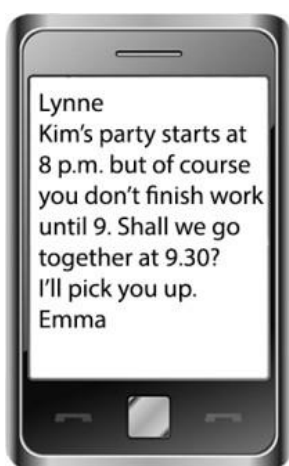 Lynne
Kim's party starts at
8 p.m. but of course
you don't finish work
until 9. Shall we go
together at 9.30?
I'll pick you up.
Emma